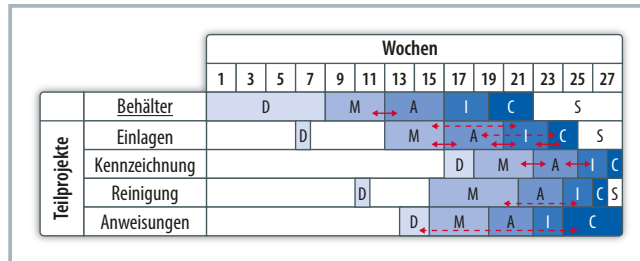 Wochen
1 3 5 7 9 11 13 15 17 19 21 23 25 27
Behälter D M A I C S
Teilprojekte
Einlagen D M A I C S
Kennzeichnung D M A I C
Reinigung D M A I C S
Anweisungen D M A I C